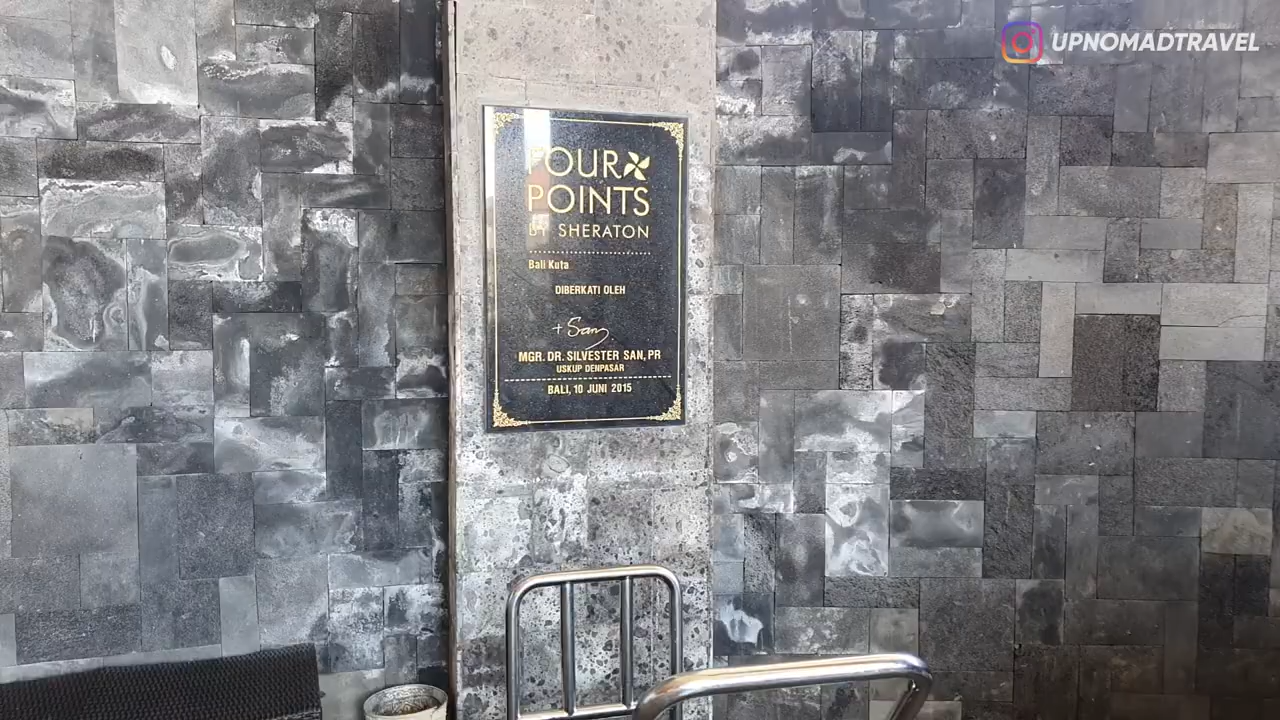 UPNOMADTRAVEL
FOUR
POINTS
BY SHERATON
Bali Kuta
DIBERKATI OLEH
+ San
MGR. DR. SILVESTER SAN, PR
USKUP DENPASAR
BALI, 10 JUNI 2015